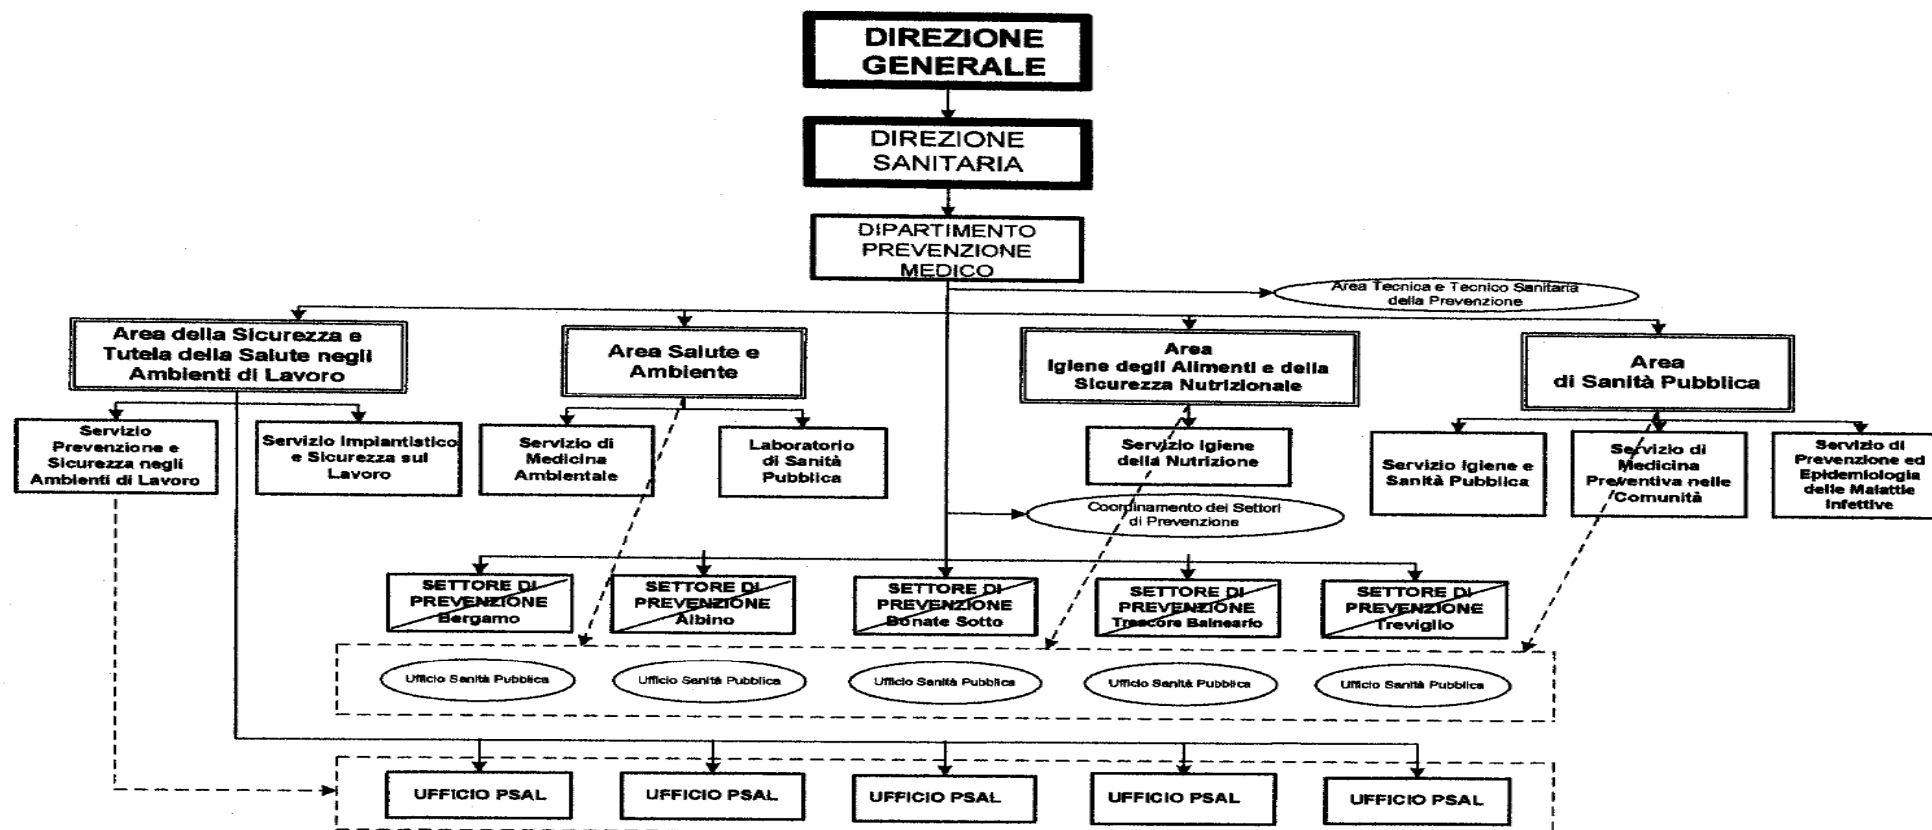 DIREZIONE
GENERALE
DIREZIONE
SANITARIA
DIPARTIMENTO
PREVENZIONE
MEDICO
Area Tecnica e Tecnico Sanitaria
della Prevenzione
Area della Sicurezza e
Tutela della Salute negli
Ambienti di Lavoro
Area Salute e
Ambiente
Area
Igiene degli Alimenti e della
Sicurezza Nutrizionale
Area
di Sanità Pubblica
Servizio
Prevenzione e
Sicurezza negli
Ambienti di Lavoro
Servizio Impiantistico
e Sicurezza sul
Lavoro
Servizio di
Medicina
Ambientale
Laboratorio
di Sanità
Pubblica
Servizio Igiene
della Nutrizione
Servizio Igiene e
Sanità Pubblica
Servizio di
Medicina
Preventiva nelle
Comunità
Servizio di
Prevenzione ed
Epidemiologia
delle Malattie
Infettive
Coordinamento dei Settori
di Prevenzione
SETTORE DI
PREVENZIONE
Bergamo
SETTORE DI
PREVENZIONE
Albino
SETTORE DI
PREVENZIONE
Bonate Sotto
SETTORE DI
PREVENZIONE
Trescore Balneario
SETTORE DI
PREVENZIONE
Treviglio
Ufficio Sanità Pubblica
Ufficio Sanità Pubblica
Ufficio Sanità Pubblica
Ufficio Sanità Pubblica
Ufficio Sanità Pubblica
UFFICIO PSAL
UFFICIO PSAL
UFFICIO PSAL
UFFICIO PSAL
UFFICIO PSAL